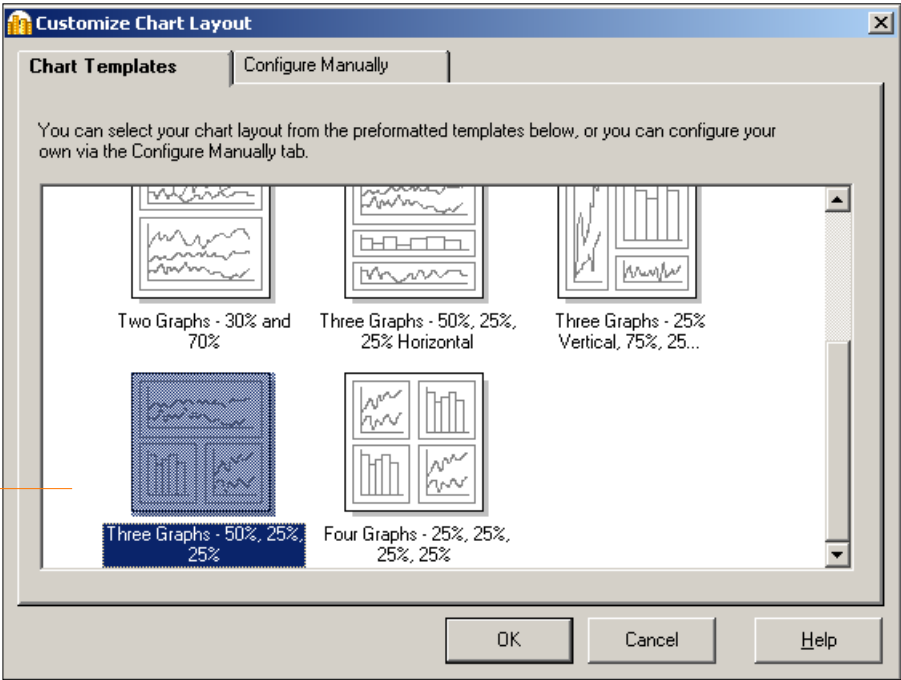 Customize Chart Layout
Chart Templates
Configure Manually
You can select your chart layout from the preformatted templates below, or you can configure your
own via the Configure Manually tab.
Two Graphs - 30% and
70%
Three Graphs - 50%, 25%,
25% Horizontal
Three Graphs - 25%
Vertical, 75%, 25...
Three Graphs - 50%, 25%,
25%
Four Graphs - 25%, 25%,
25%, 25%
OK
Cancel
Help